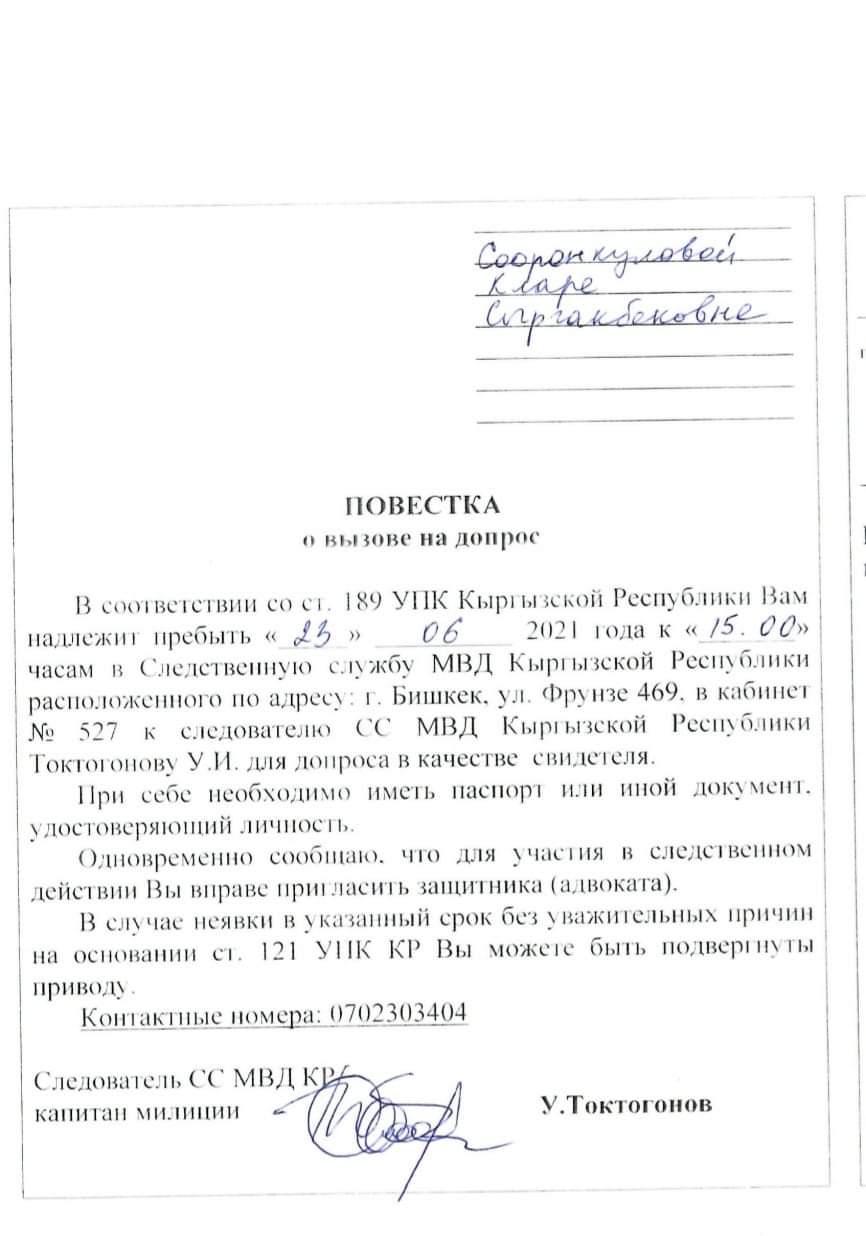 Сооронкуловой
Кларе
Сыргакбековне
ПОВЕСТКА
о вызове на допрос
В соответствии со ст. 189 УПК Кыргызской Республики Вам
надлежит прибыть « 23 » 06 2021 года к «15.00»
часам в Следственную службу МВД Кыргызской Республики
расположенного по адресу: г. Бишкек, ул. Фрунзе 469, в кабинет
№ 527 к следователю СС МВД Кыргызской Республики
Токтогонову У.И. для допроса в качестве свидетеля.
При себе необходимо иметь паспорт или иной документ,
удостоверяющий личность.
Одновременно сообщаю, что для участия в следственном
действии Вы вправе пригласить защитника (адвоката).
В случае неявки в указанный срок без уважительных причин
на основании ст. 121 УПК КР Вы можете быть подвергнуты
приводу.
Контактные номера: 0702303404
Следователь СС МВД КР
капитан милиции У.Токтогонов